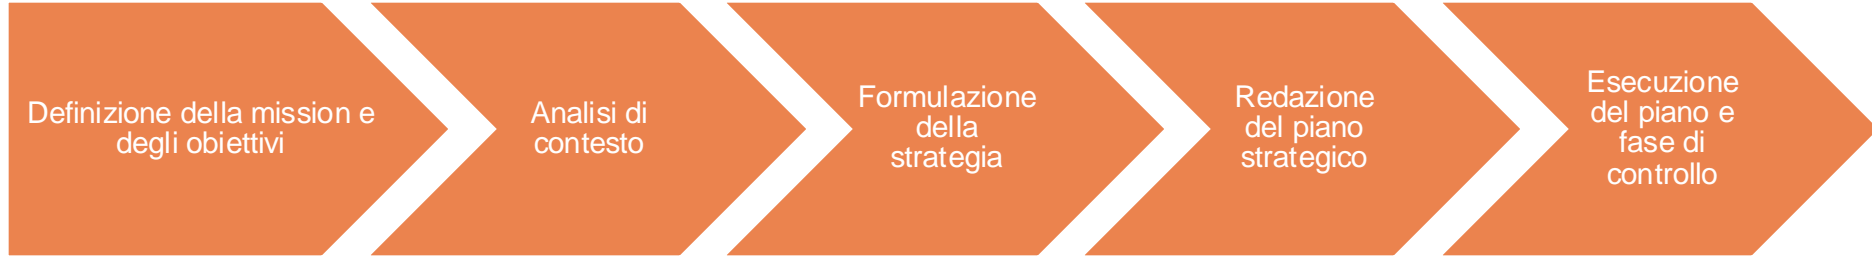 Definizione della mission e
degli obiettivi
Analisi di
contesto
Formulazione
della
strategia
Redazione
del piano
strategico
Esecuzione
del piano e
fase di
controllo